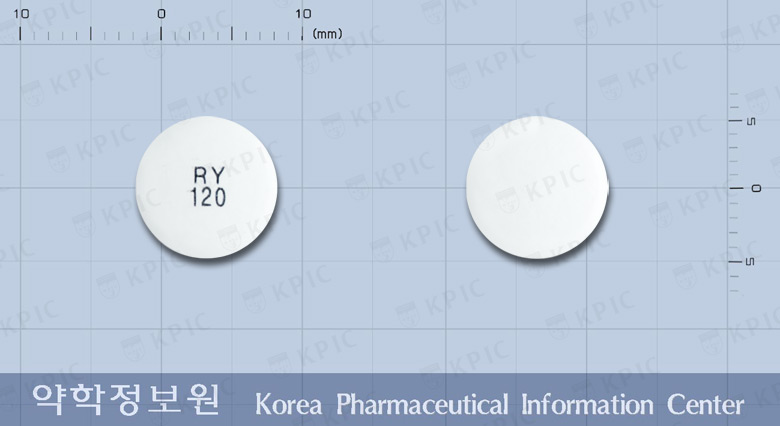 10 0 10
(mm)
RY
120
5
0
5
약학정보원 Korea Pharmaceutical Information Center
KPIC